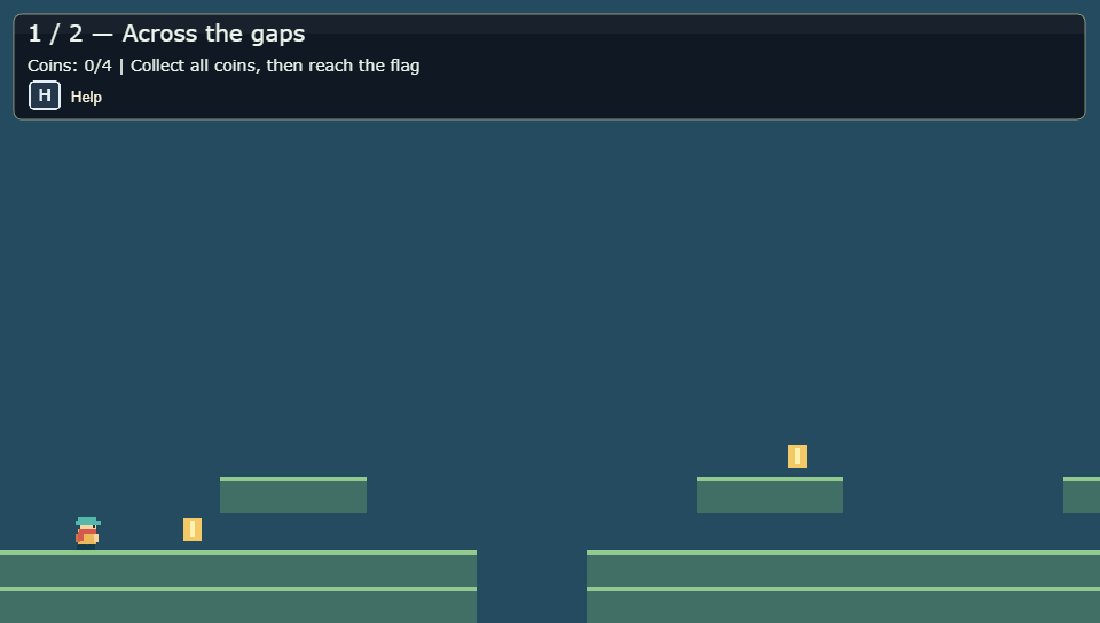 1 / 2 — Across the gaps
Coins: 0/4 | Collect all coins, then reach the flag
H Help